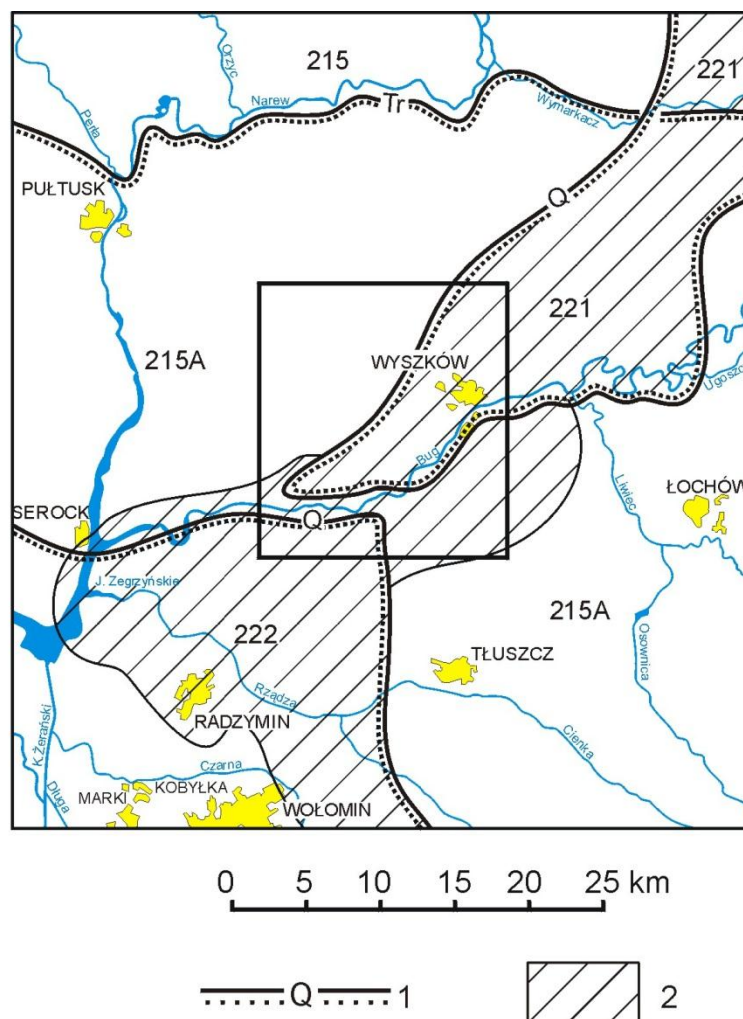 215
221
Orzyc
Narew
Tr
Wymarkacz
Pełta
PUŁTUSK
Q
215A
221
WYSZKÓW
Bug
Liwiec
ŁOCHÓW
SEROCK
Q
J. Zegrzyńskie
222
215A
TŁUSZCZ
Osownica
RADZYMIN
Rządza
Cienka
K.Żerański
Czarna
Długa
MARKI
KOBYŁKA
WOŁOMIN
0 5 10 15 20 25 km
Q 1
2